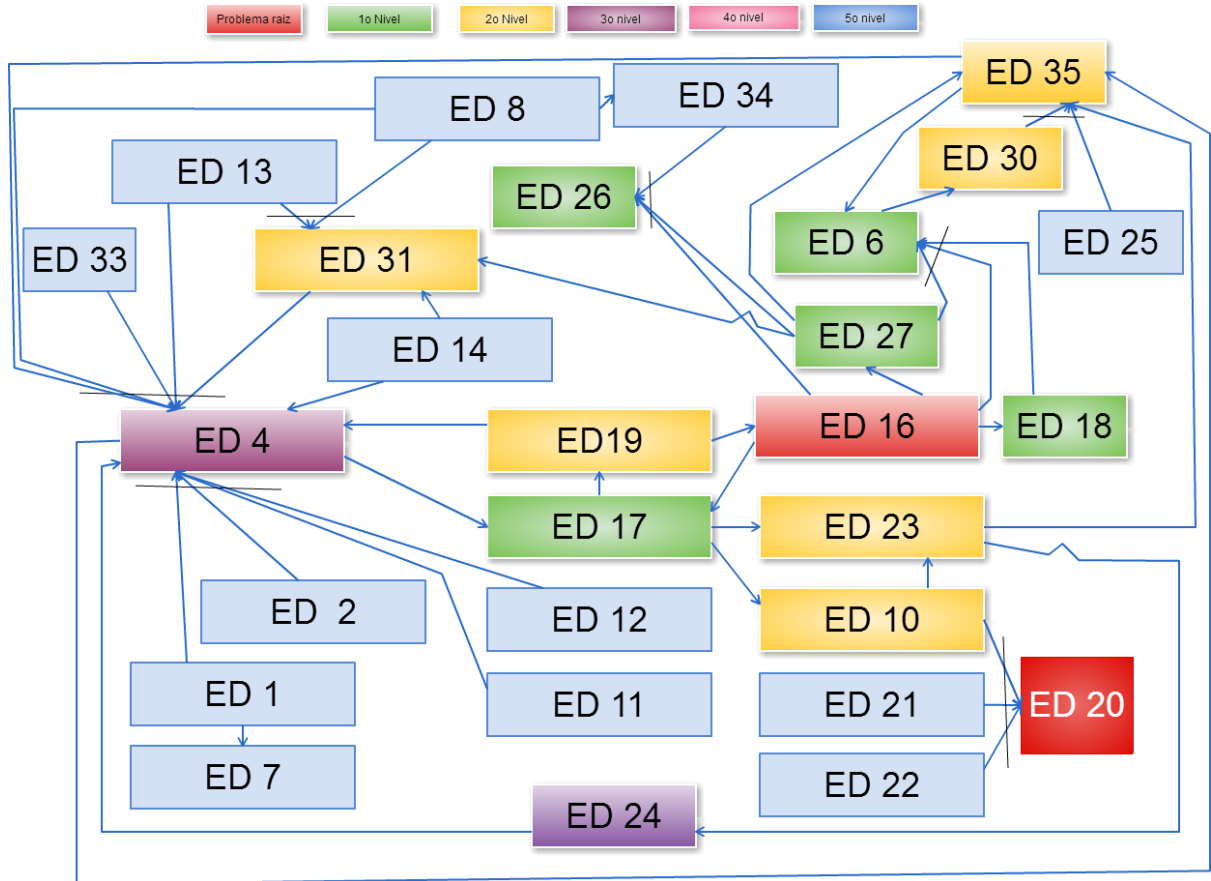 Problema raiz
1o Nivel
2o Nivel
3o nivel
4o nivel
5o nivel
ED 35
ED 8
ED 34
ED 30
ED 13
ED 26
ED 6
ED 25
ED 33
ED 31
ED 27
ED 14
ED 4
ED19
ED 16
ED 18
ED 17
ED 23
ED 2
ED 12
ED 10
ED 1
ED 11
ED 21
ED 20
ED 7
ED 22
ED 24